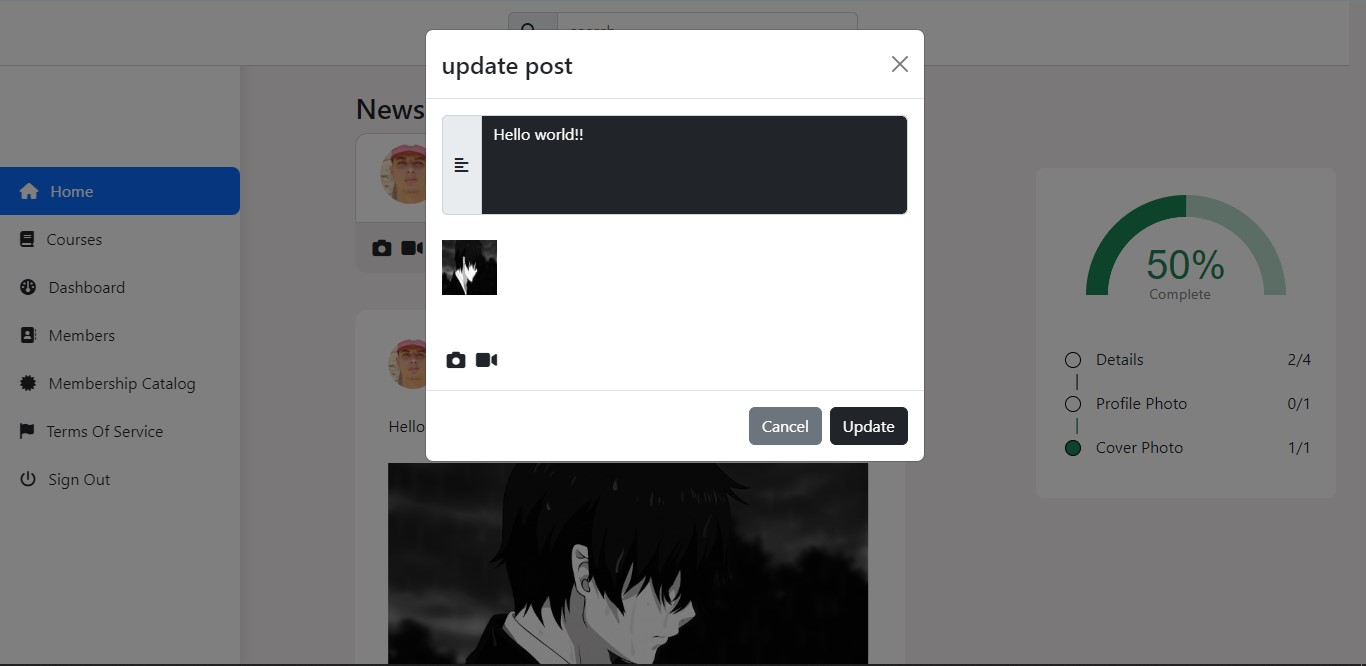 search
update post
Hello world!!
Cancel
Update
Home
Courses
Dashboard
Members
Membership Catalog
Terms Of Service
Sign Out
News
Hello
50%
Complete
Details 2/4
Profile Photo 0/1
Cover Photo 1/1